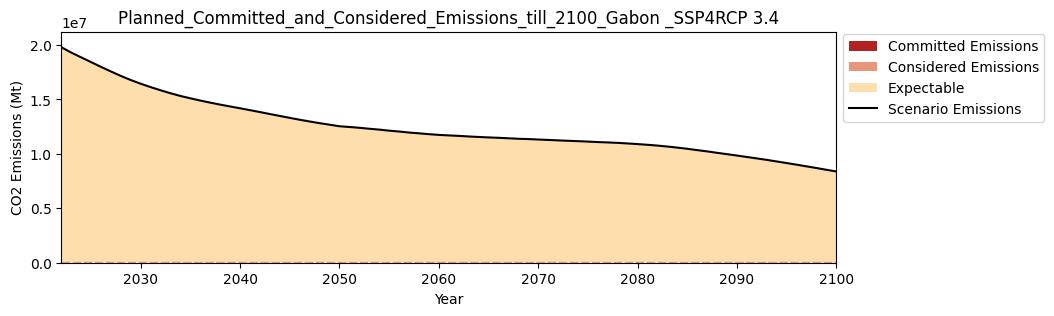 Planned_Committed_and_Considered_Emissions_till_2100_Gabon _SSP4RCP 3.4
1e7
2.0
1.5
1.0
0.5
0.0
CO2 Emissions (Mt)
2030 2040 2050 2060 2070 2080 2090 2100
Year
Committed Emissions
Considered Emissions
Expectable
Scenario Emissions